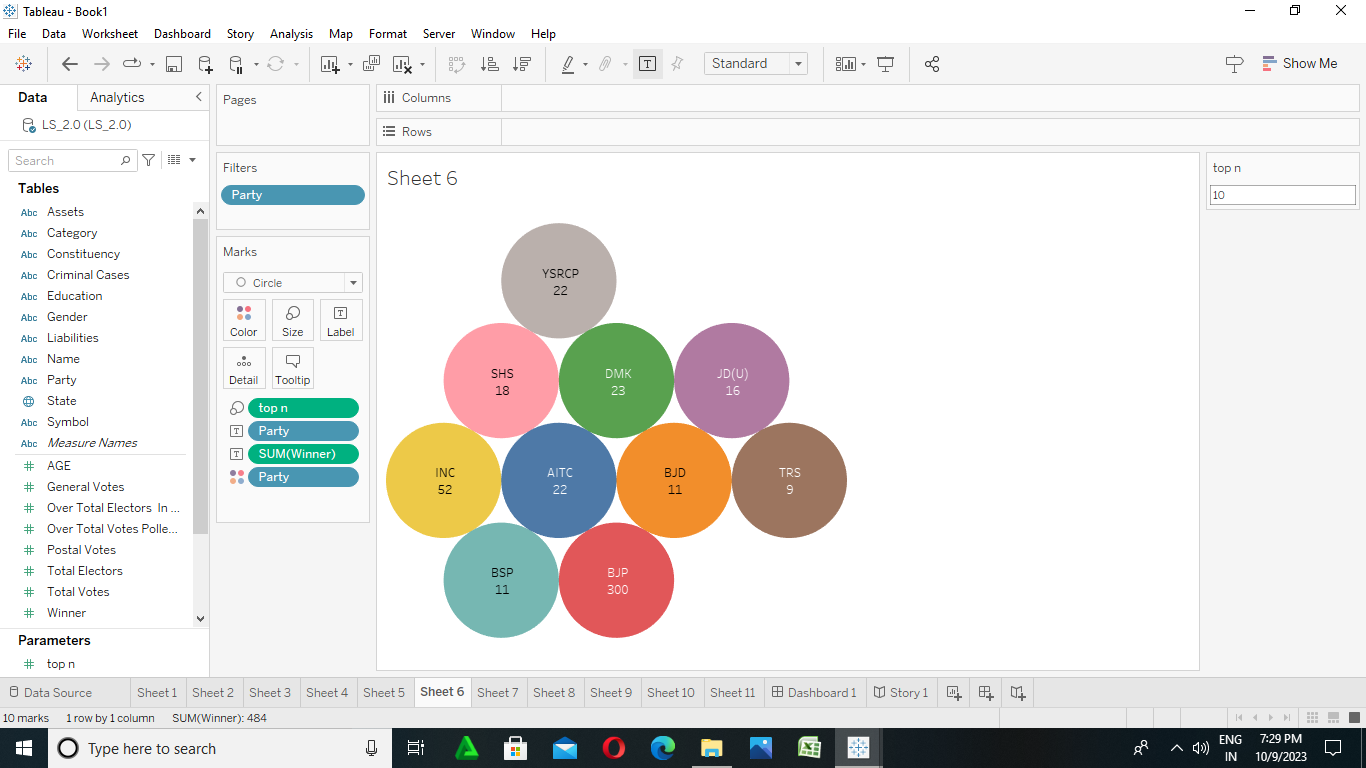 Tableau - Book1
File Data Worksheet Dashboard Story Analysis Map Format Server Window Help
Standard
Show Me
Data Analytics
LS_2.0 (LS_2.0)
Search
Tables
Abc Assets
Abc Category
Abc Constituency
Abc Criminal Cases
Abc Education
Abc Gender
Abc Liabilities
Abc Name
Abc Party
State
Abc Symbol
Abc Measure Names
# AGE
# General Votes
# Over Total Electors In ...
# Over Total Votes Polle...
# Postal Votes
# Total Electors
# Total Votes
# Winner
Parameters
# top n
Pages
Filters
Party
Marks
Circle
Color Size Label
Detail Tooltip
top n
Party
SUM(Winner)
Party
Columns
Rows
Sheet 6
YSRCP
22
SHS
18
DMK
23
JD(U)
16
INC
52
AITC
22
BJD
11
TRS
9
BSP
11
BJP
300
top n
10
Data Source Sheet 1 Sheet 2 Sheet 3 Sheet 4 Sheet 5 Sheet 6 Sheet 7 Sheet 8 Sheet 9 Sheet 10 Sheet 11 Dashboard 1 Story 1
10 marks 1 row by 1 column SUM(Winner): 484
Type here to search
ENG
IN
7:29 PM
10/9/2023